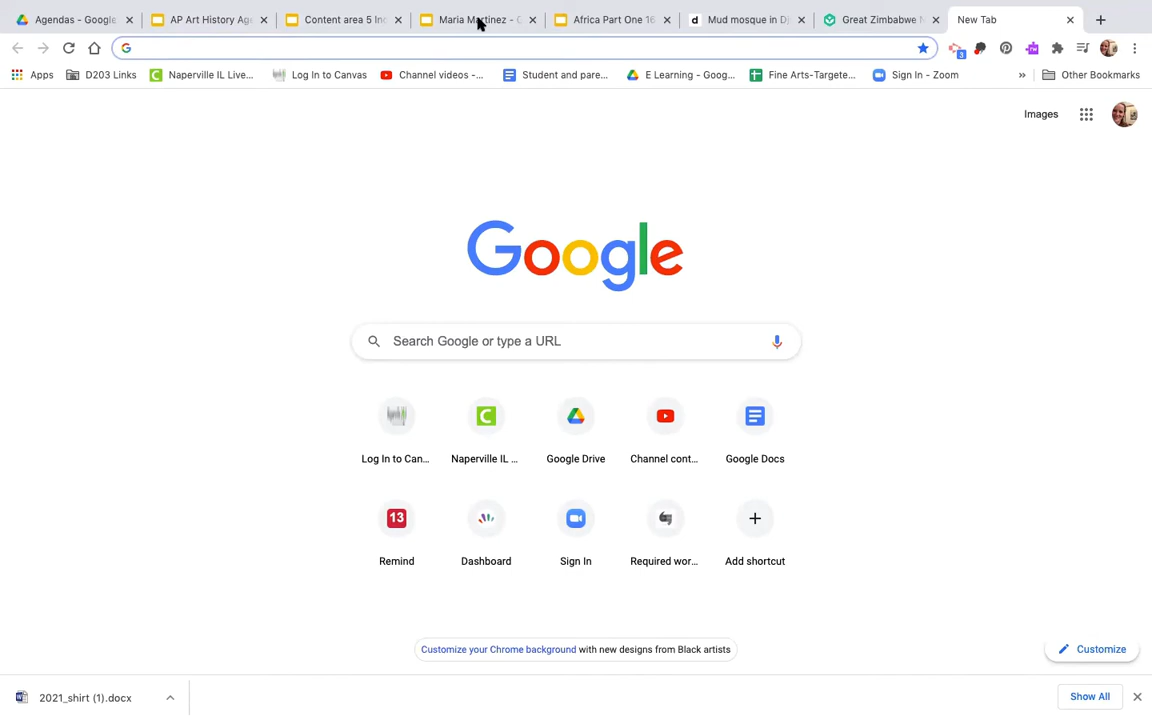 Agendas - Google AP Art History Age Content area 5 Inc Maria Martinez - G Africa Part One 16 Mud mosque in Dj Great Zimbabwe N New Tab
3
Apps D203 Links Naperville IL Live... Log In to Canvas Channel videos -... Student and pare... E Learning - Goog... Fine Arts-Targete... Sign In - Zoom » Other Bookmarks
Images
Google
Search Google or type a URL
Log In to Can... Naperville IL ... Google Drive Channel cont... Google Docs
13
Remind Dashboard Sign In Required wor... Add shortcut
Customize your Chrome background with new designs from Black artists
Customize
2021_shirt (1).docx Show All